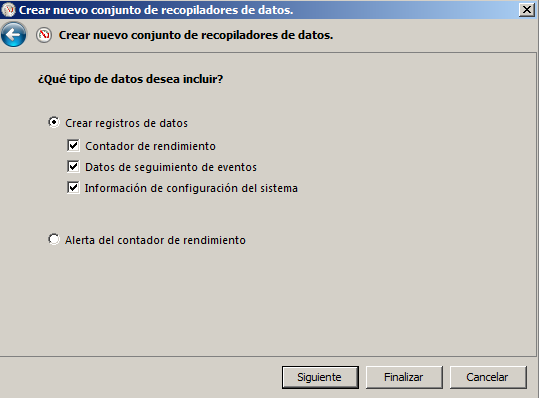 Crear nuevo conjunto de recopiladores de datos.
Crear nuevo conjunto de recopiladores de datos.
¿Qué tipo de datos desea incluir?
Crear registros de datos
Contador de rendimiento
Datos de seguimiento de eventos
Información de configuración del sistema
Alerta del contador de rendimiento
Siguiente Finalizar Cancelar